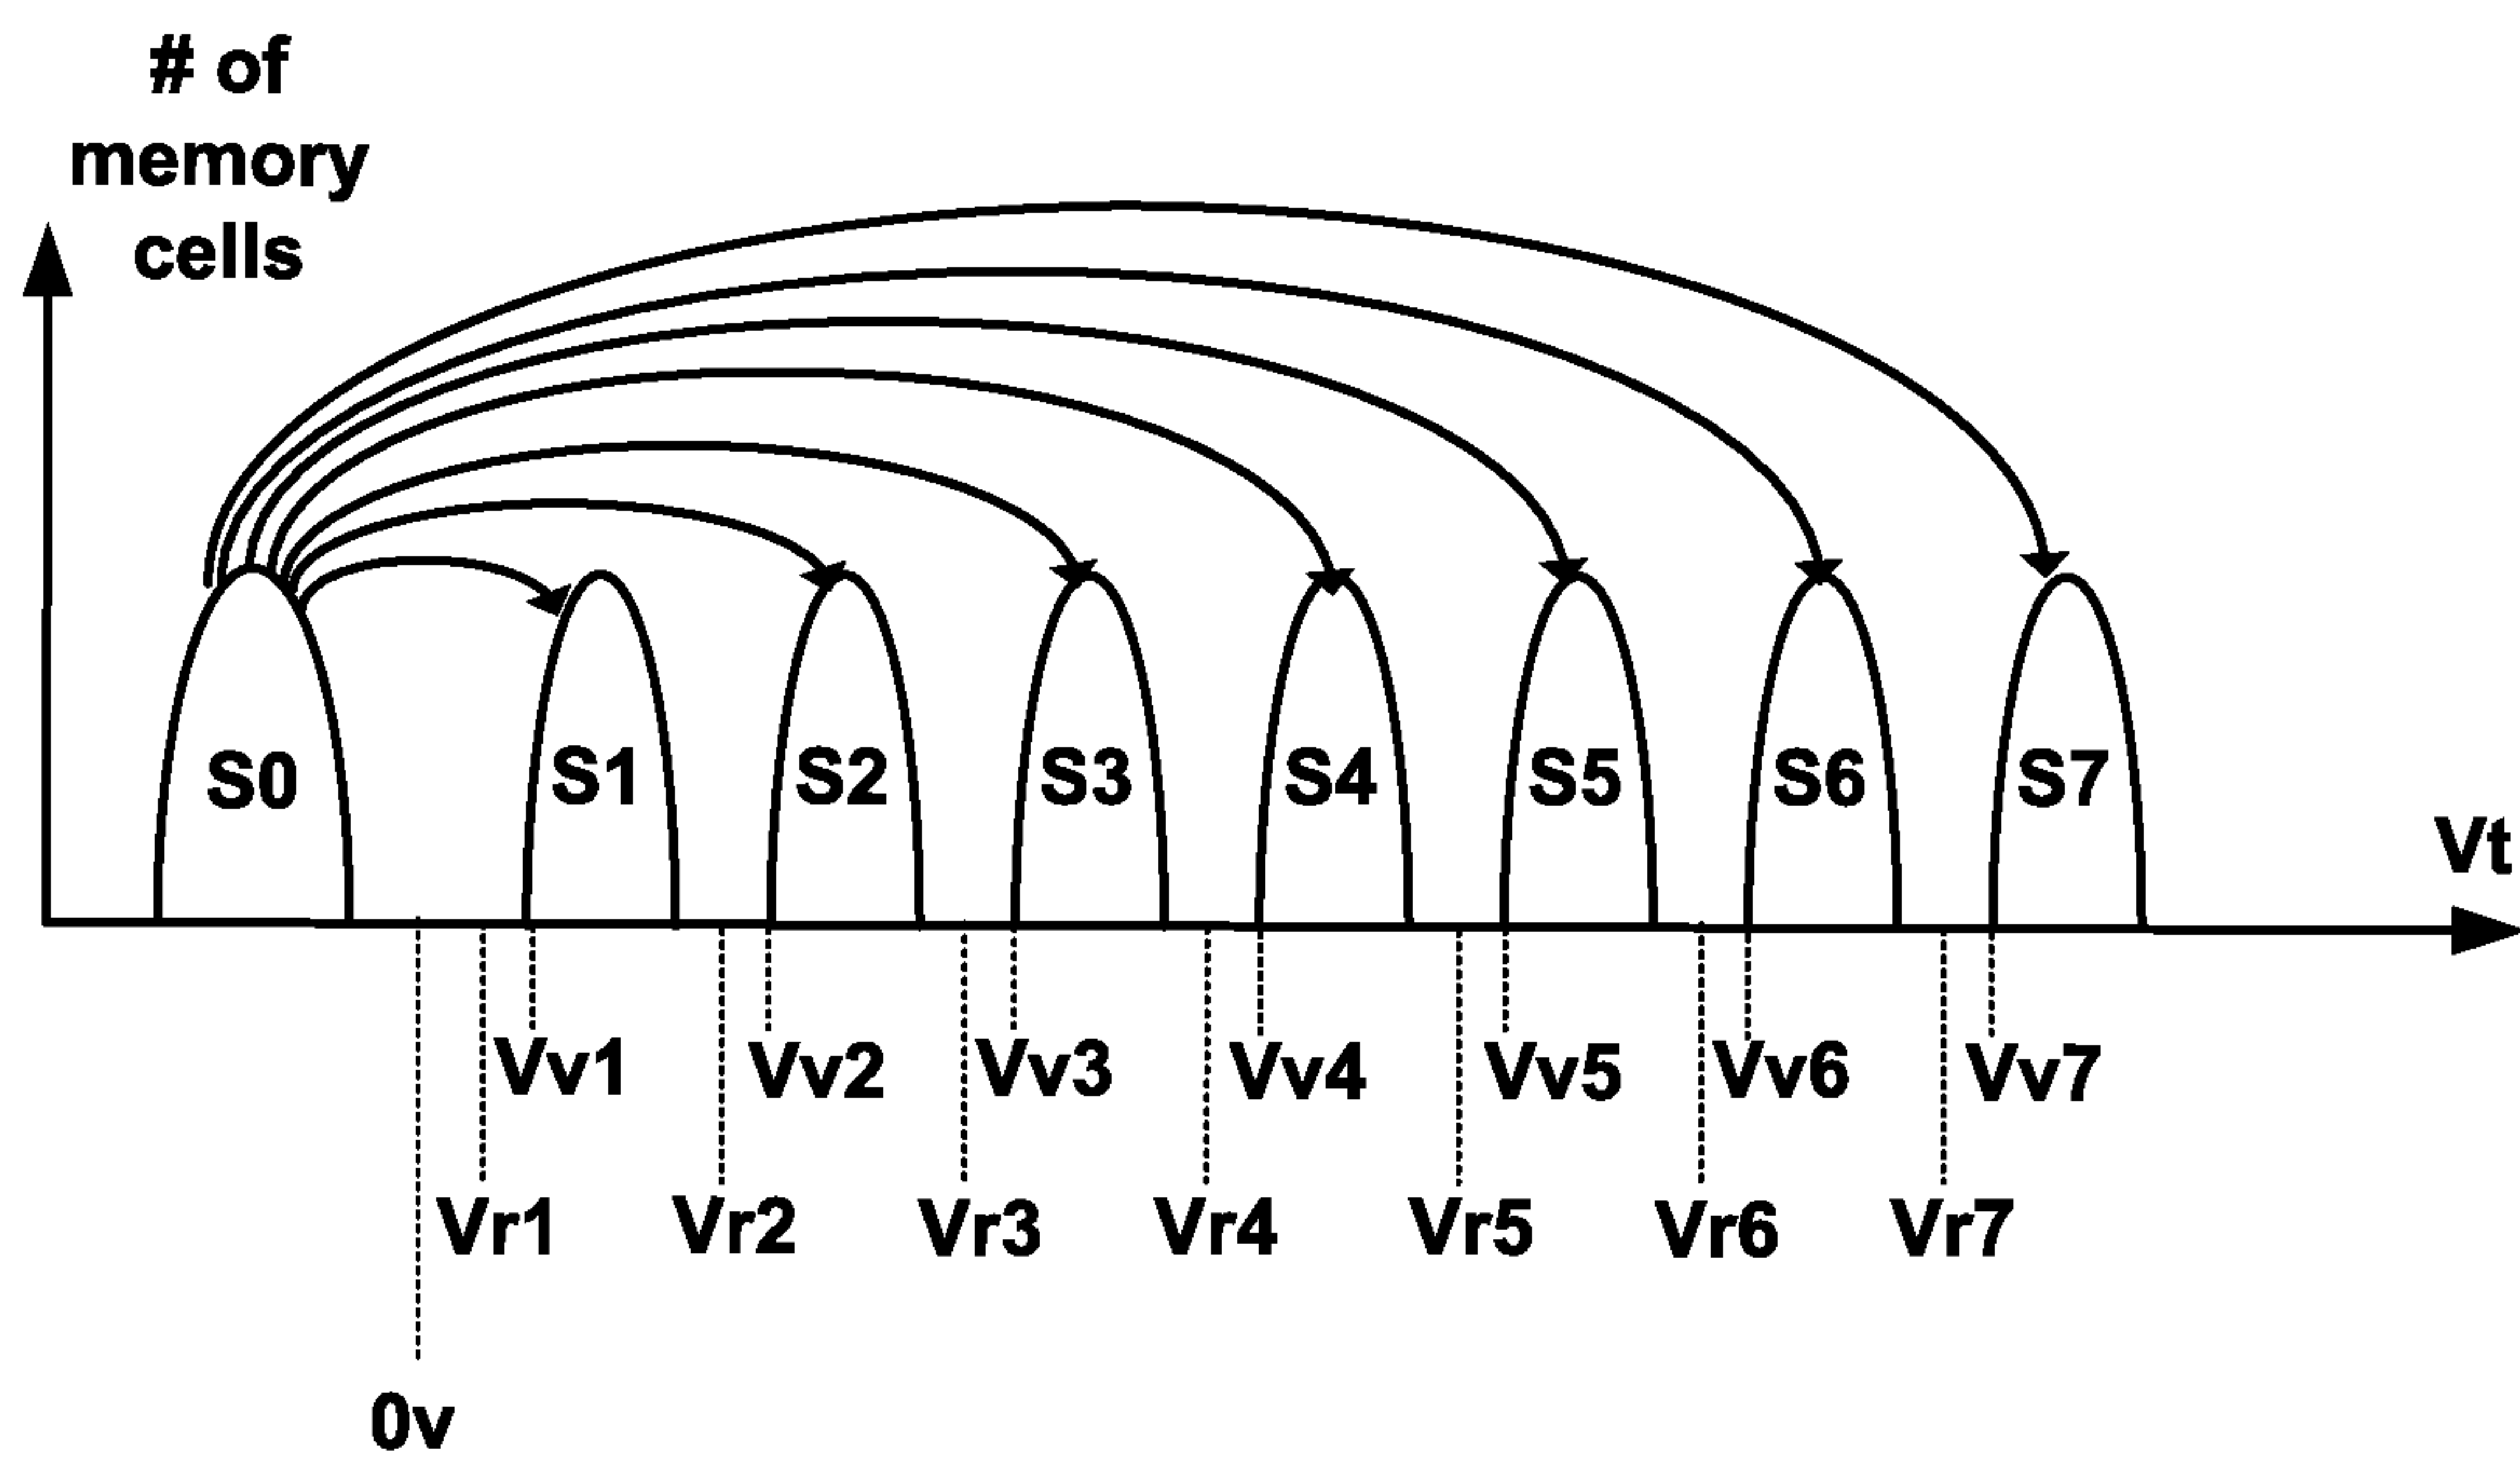 # of
memory
cells
S0 S1 S2 S3 S4 S5 S6 S7
Vt
Vv1 Vv2 Vv3 Vv4 Vv5 Vv6 Vv7
Vr1 Vr2 Vr3 Vr4 Vr5 Vr6 Vr7
0v